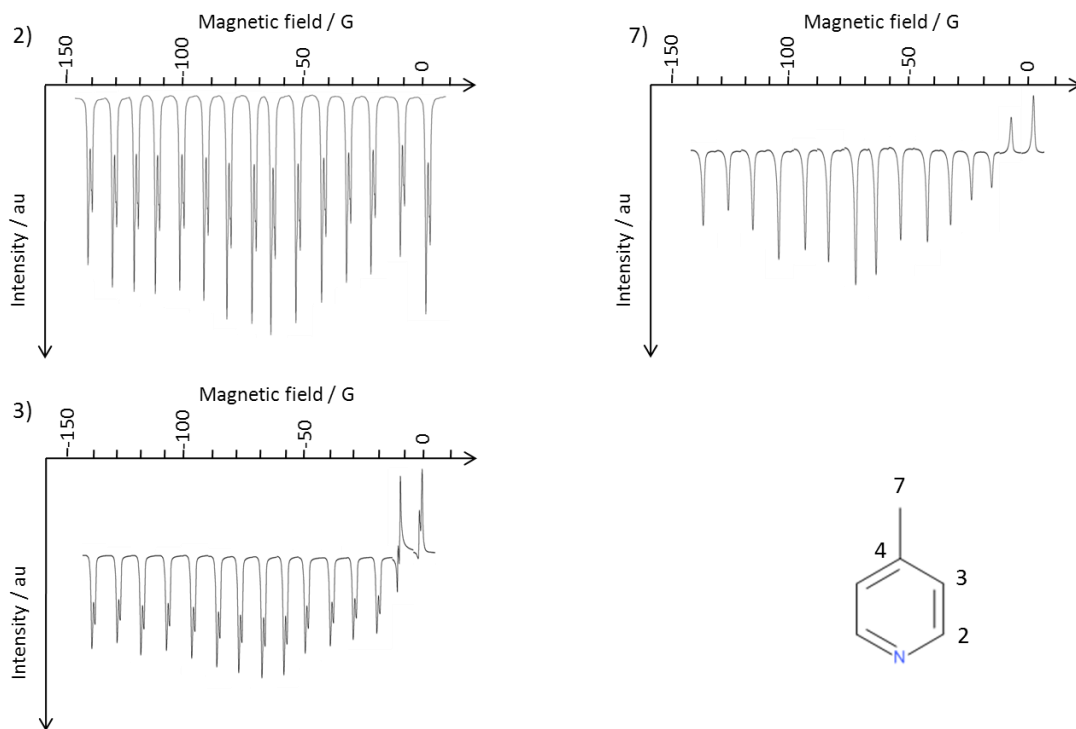 2)
Magnetic field / G
-150
-100
-50
0
Intensity / au
7)
Magnetic field / G
-150
-100
-50
0
Intensity / au
3)
Magnetic field / G
-150
-100
-50
0
Intensity / au
7
4
3
2
N